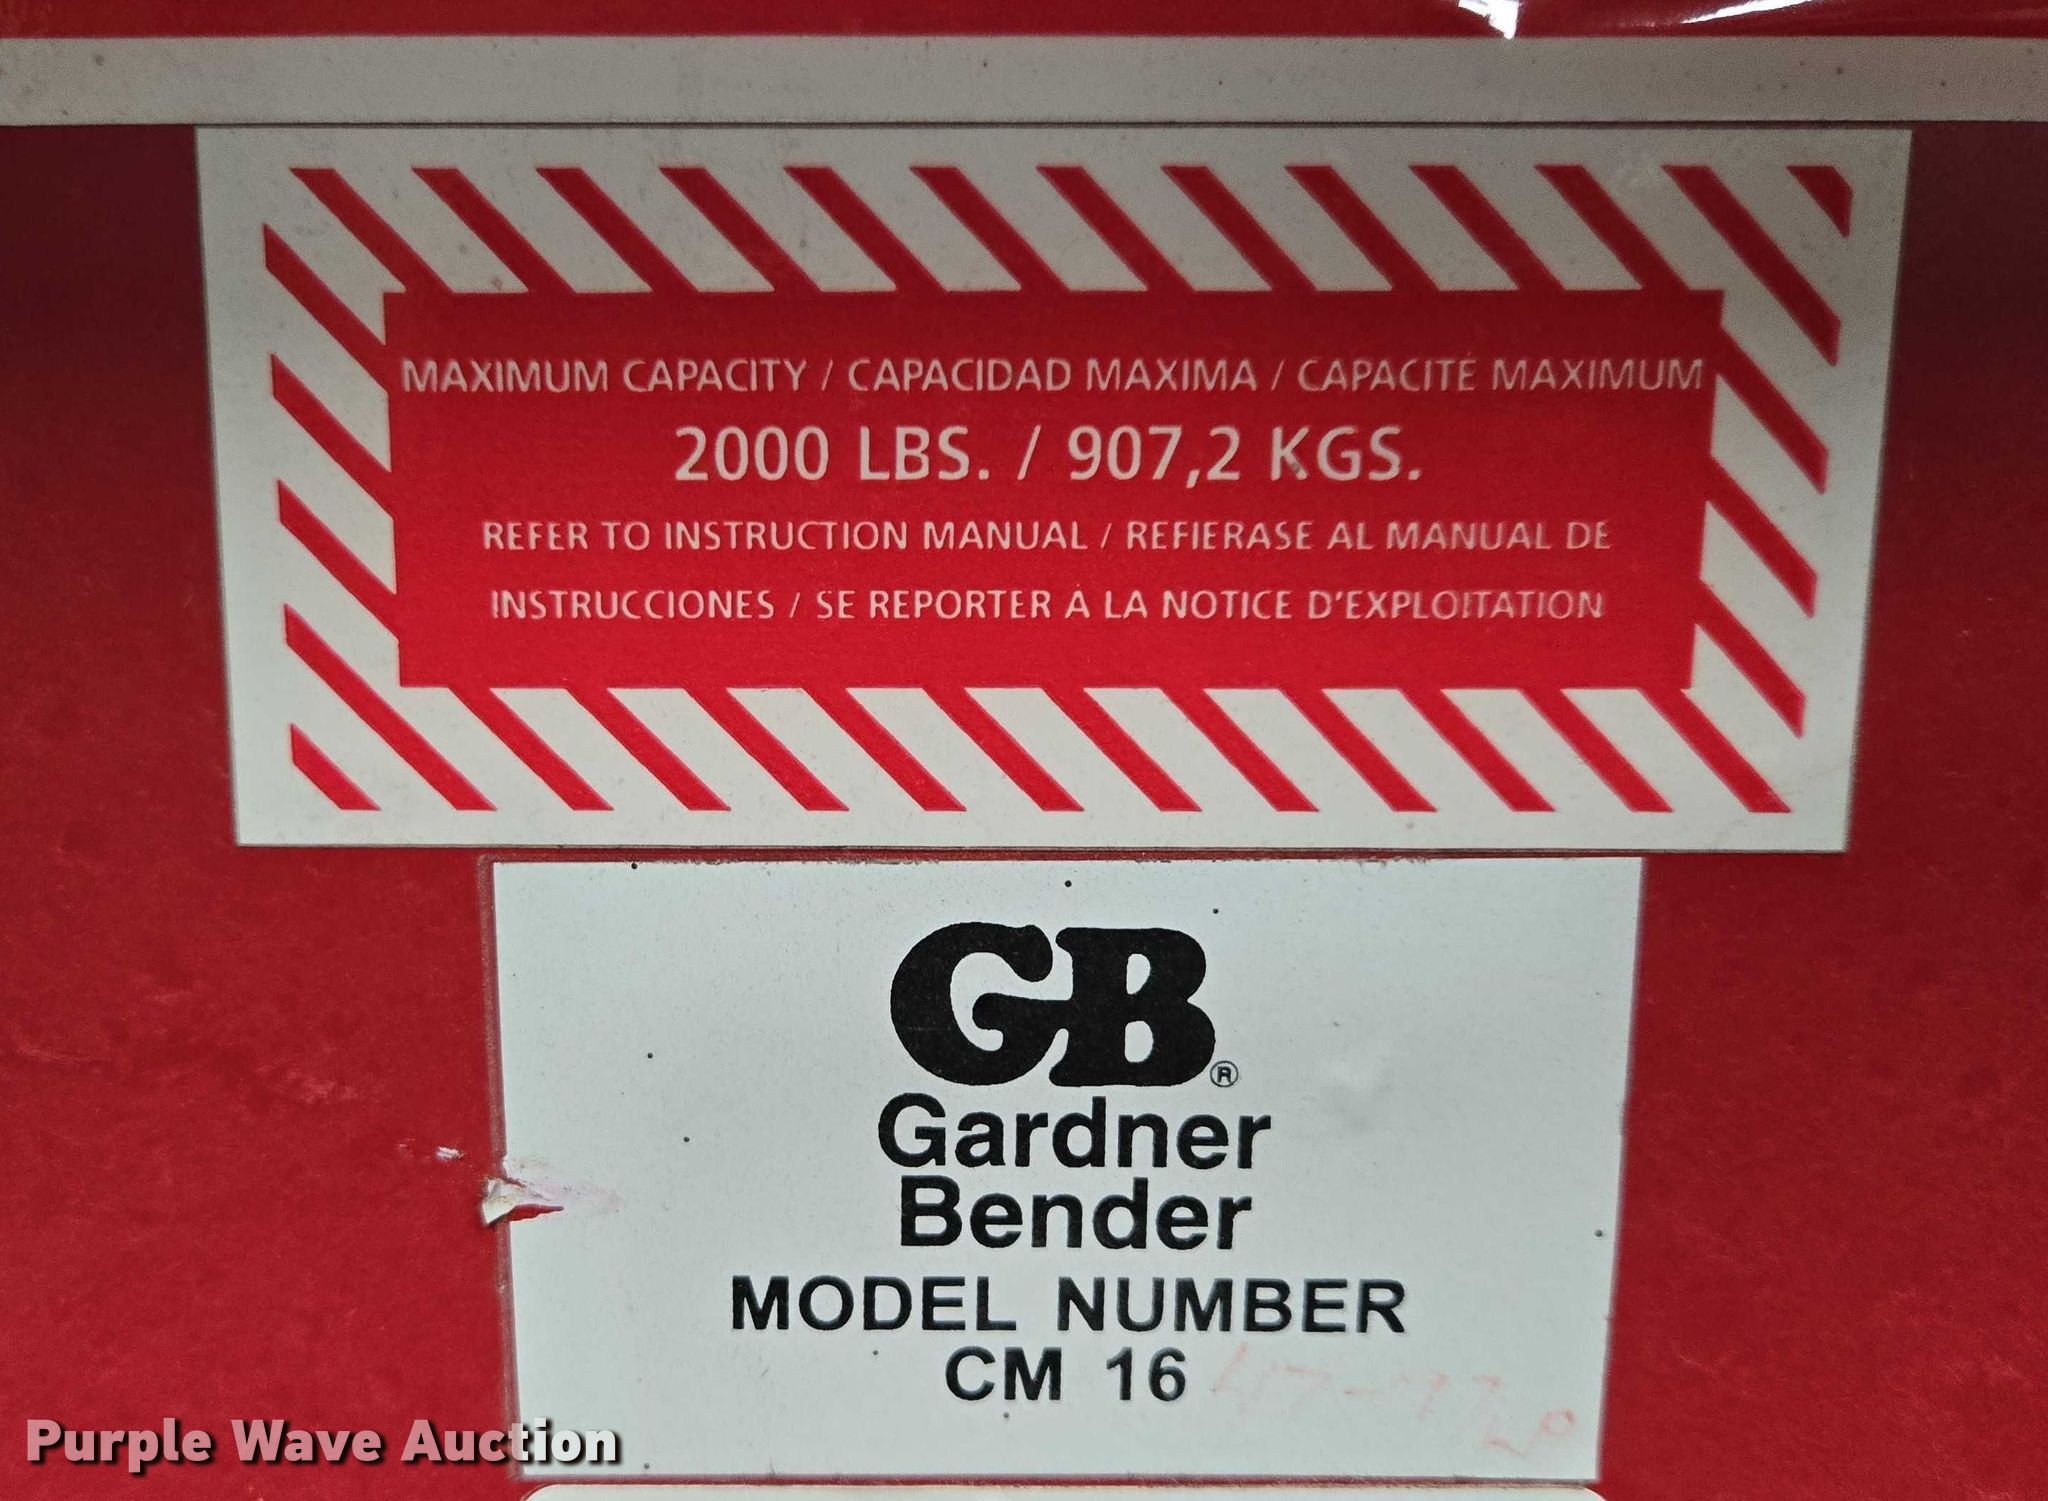 MAXIMUM CAPACITY / CAPACIDAD MAXIMA / CAPACITÉ MAXIMUM
2000 LBS. / 907,2 KGS.
REFER TO INSTRUCTION MANUAL / REFIERASE AL MANUAL DE
INSTRUCCIONES / SE REPORTER À LA NOTICE D'EXPLOITATION
GB®
Gardner
Bender
MODEL NUMBER
CM 16
Purple Wave Auction